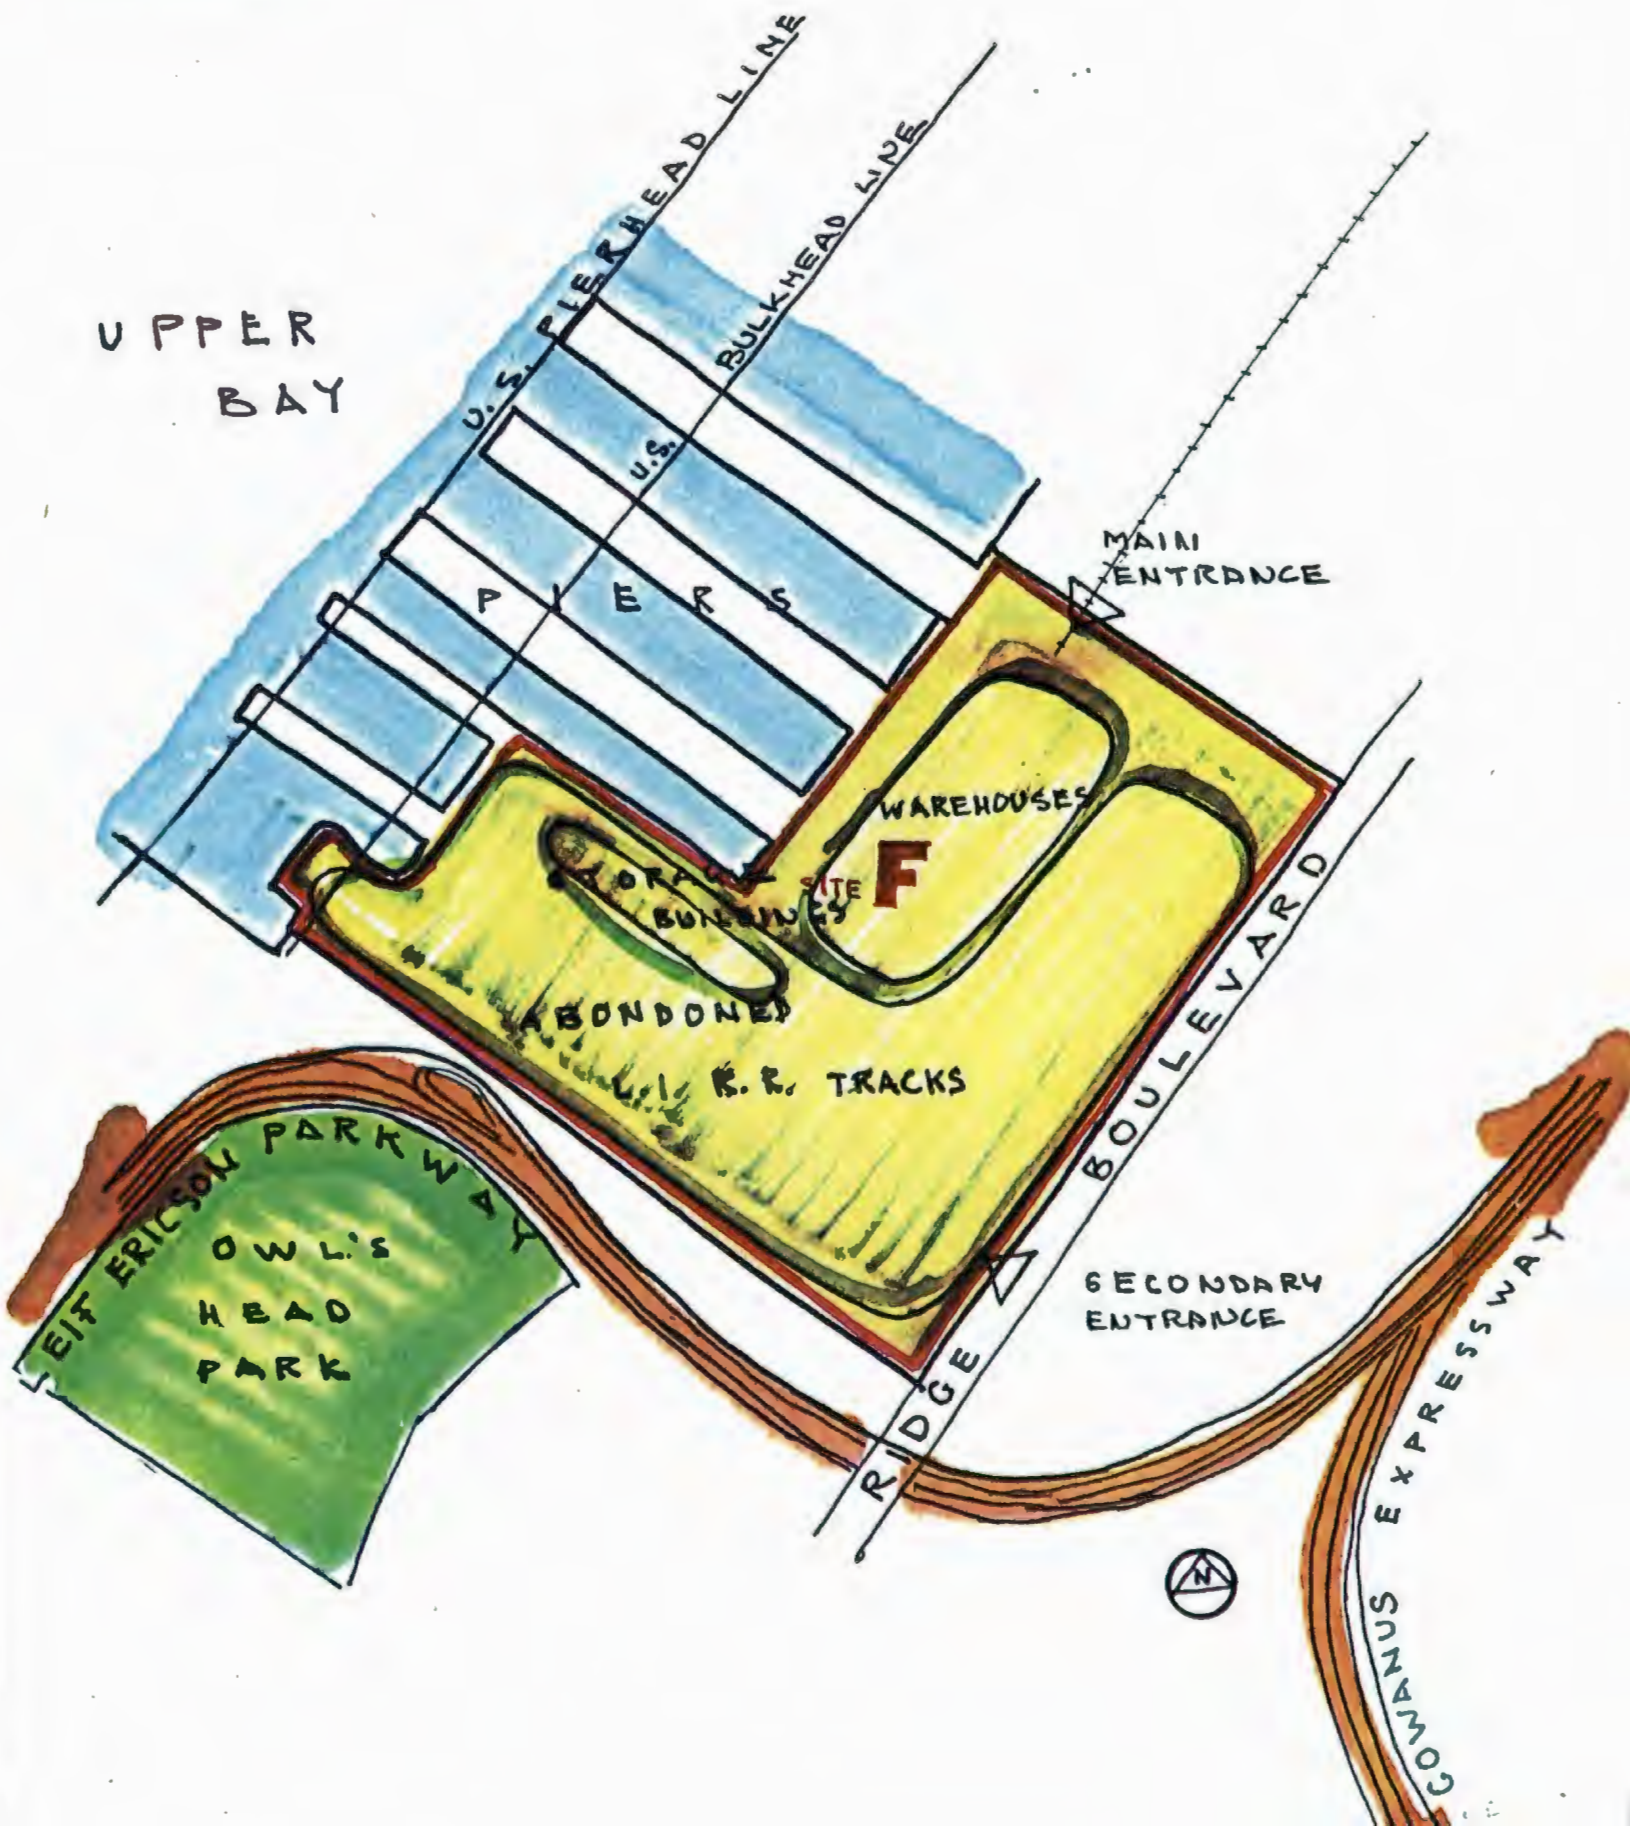 U.S. PIERHEAD LINE
U.S. BULKHEAD LINE
UPPER
BAY
PIERS
MAIN
ENTRANCE
WAREHOUSES
SITE F
BUILDINGS
ABONDONED
L.I. R.R. TRACKS
RIDGE BOULEVARD
LEIF ERICSON PARKWAY
OWL'S
HEAD
PARK
SECONDARY
ENTRANCE
GOWANUS EXPRESSWAY
N